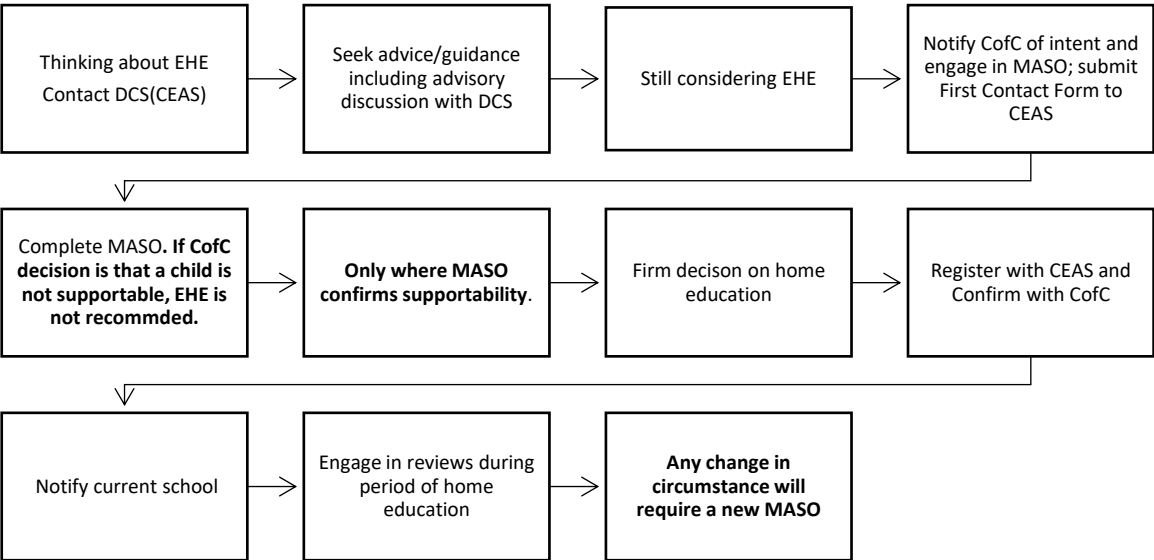 Thinking about EHE
Contact DCS(CEAS)
Seek advice/guidance
including advisory
discussion with DCS
Still considering EHE
Notify CofC of intent and
engage in MASO; submit
First Contact Form to
CEAS
Complete MASO. If CofC
decision is that a child is
not supportable, EHE is
not recommded.
Only where MASO
confirms supportability.
Firm decison on home
education
Register with CEAS and
Confirm with CofC
Notify current school
Engage in reviews during
period of home
education
Any change in
circumstance will
require a new MASO